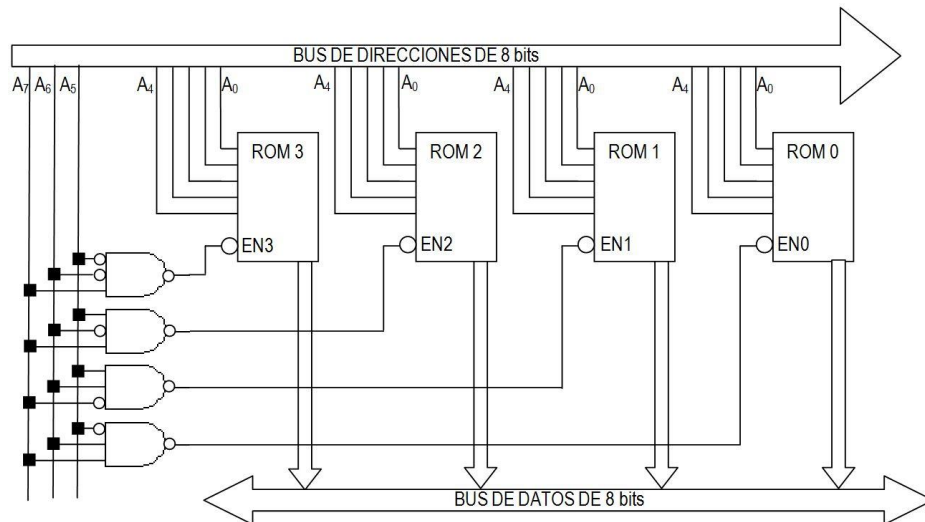 BUS DE DIRECCIONES DE 8 bits
A7 A6 A5 A4 A0 A4 A0 A4 A0 A4 A0
ROM 3 ROM 2 ROM 1 ROM 0
EN3 EN2 EN1 EN0
BUS DE DATOS DE 8 bits